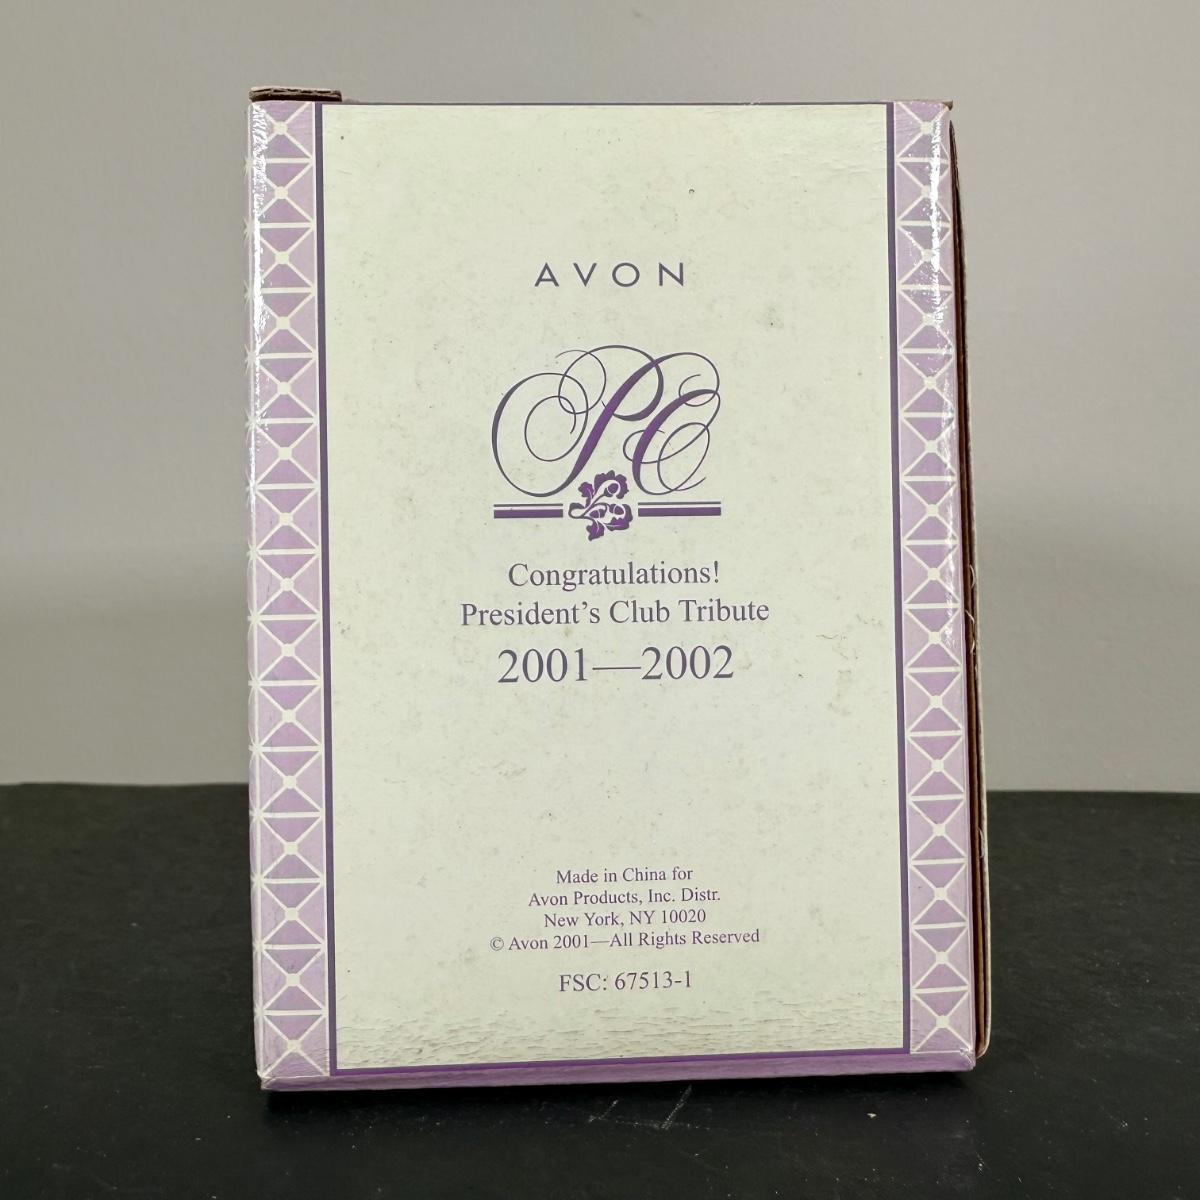 AVON
PC
Congratulations!
President's Club Tribute
2001—2002
Made in China for
Avon Products, Inc. Distr.
New York, NY 10020
© Avon 2001—All Rights Reserved
FSC: 67513-1